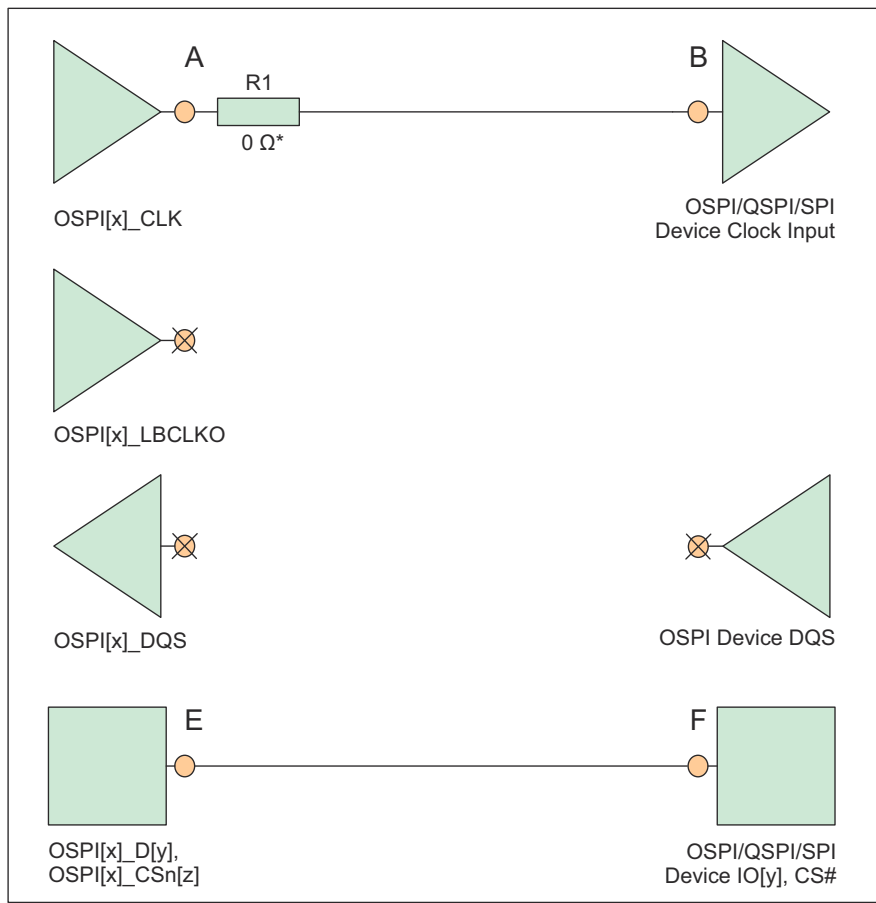 A
B
R1
0 Ω*
OSPI[x]_CLK
OSPI/QSPI/SPI
Device Clock Input
OSPI[x]_LBCLKO
OSPI[x]_DQS
OSPI Device DQS
E
F
OSPI[x]_D[y],
OSPI[x]_CSn[z]
OSPI/QSPI/SPI
Device IO[y], CS#